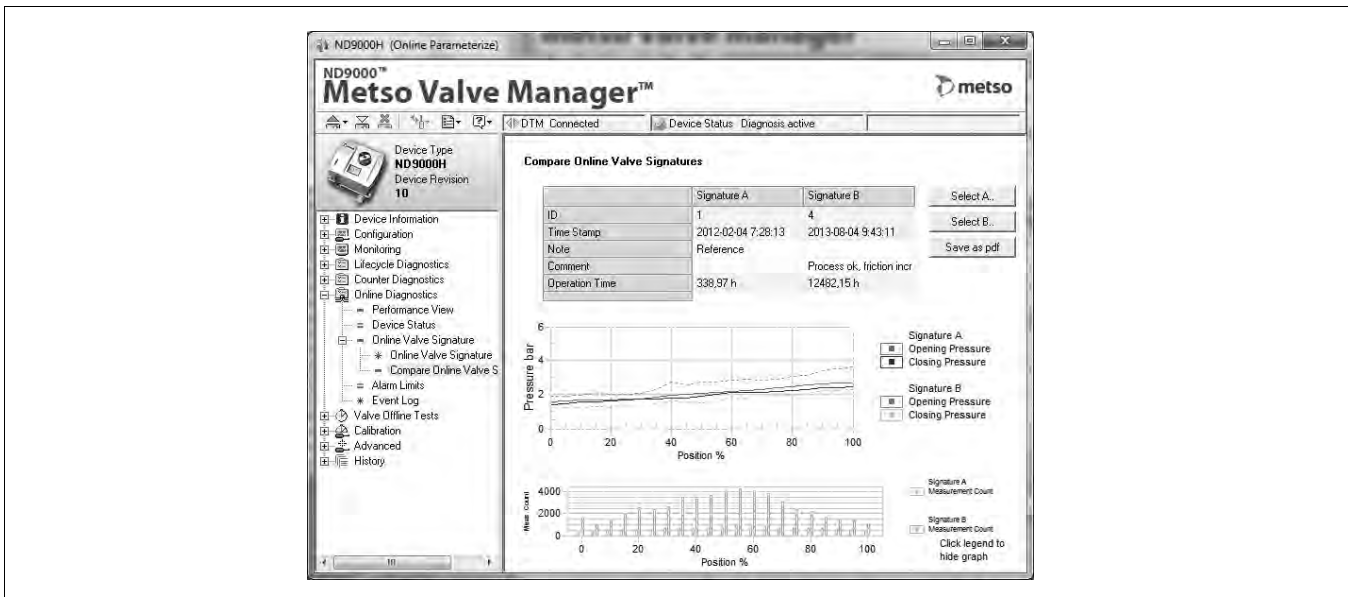 ND9000H (Online Parameterize)
ND9000™
Metso Valve Manager™
metso
DTM Connected
Device Status Diagnosis active
Device Type
ND9000H
Device Revision
10
Device Information
Configuration
Monitoring
Lifecycle Diagnostics
Counter Diagnostics
Online Diagnostics
Performance View
Device Status
Online Valve Signature
Online Valve Signature
Compare Online Valve S
Alarm Limits
Event Log
Valve Offline Tests
Calibration
Advanced
History
Compare Online Valve Signatures
Signature A Signature B
ID 1 4
Time Stamp 2012-02-04 7:28:13 2013-08-04 9:43:11
Note Reference
Comment Process ok, friction incr
Operation Time 338,97 h 12482,15 h
Select A..
Select B..
Save as pdf
Pressure bar
6
4
2
0
0 20 40 60 80 100
Position %
Signature A
Opening Pressure
Closing Pressure
Signature B
Opening Pressure
Closing Pressure
Meas Count
4000
2000
0
0 20 40 60 80 100
Position %
Signature A
Measurement Count
Signature B
Measurement Count
Click legend to
hide graph